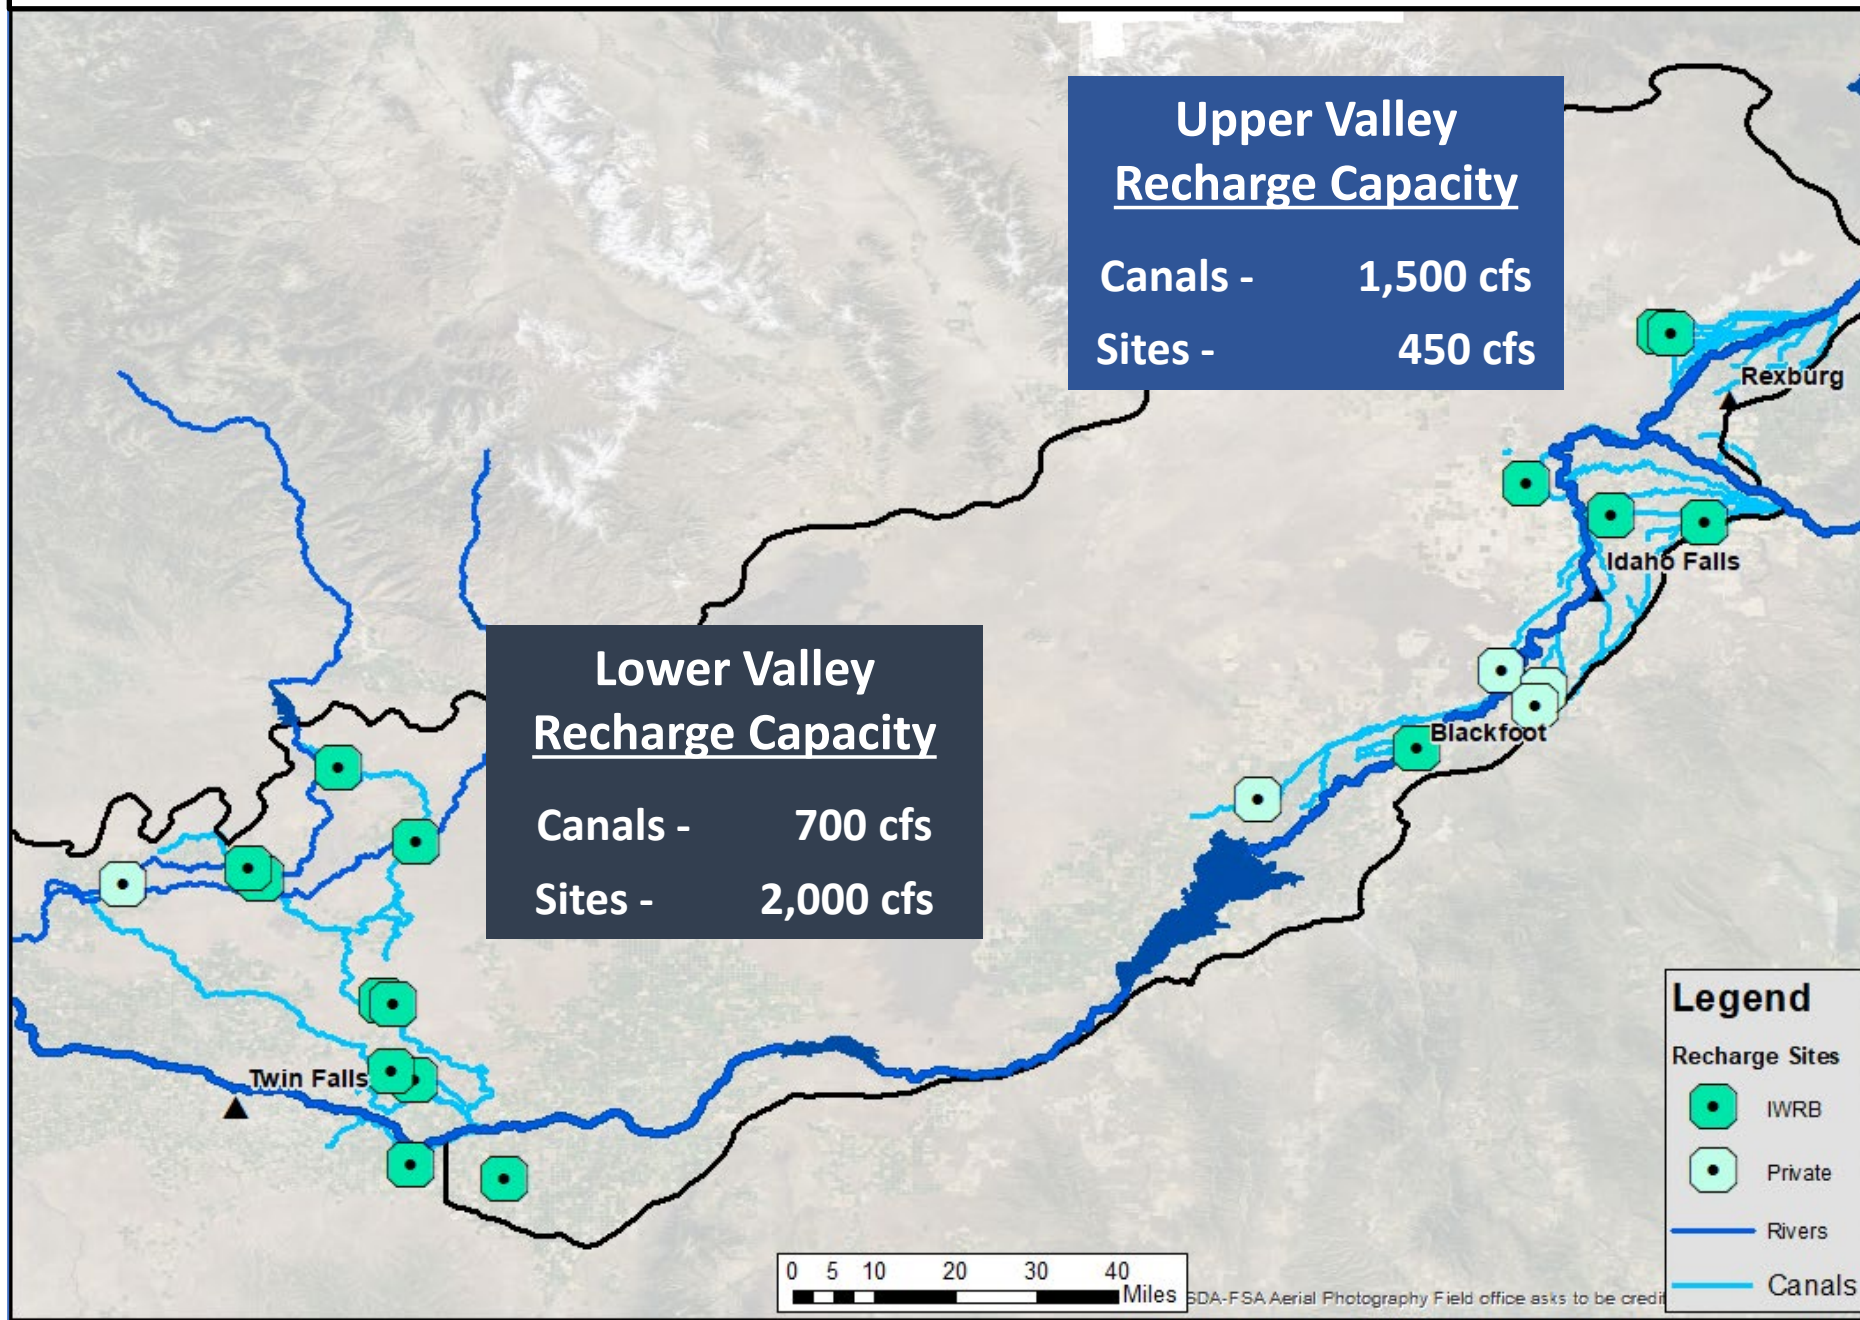 Upper Valley
Recharge Capacity
Canals - 1,500 cfs
Sites - 450 cfs
Rexburg
Idaho Falls
Lower Valley
Recharge Capacity
Canals - 700 cfs
Sites - 2,000 cfs
Blackfoot
Twin Falls
Legend
Recharge Sites
IWRB
Private
Rivers
Canals
0 5 10 20 30 40
Miles
SDA-FSA Aerial Photography Field office asks to be credi